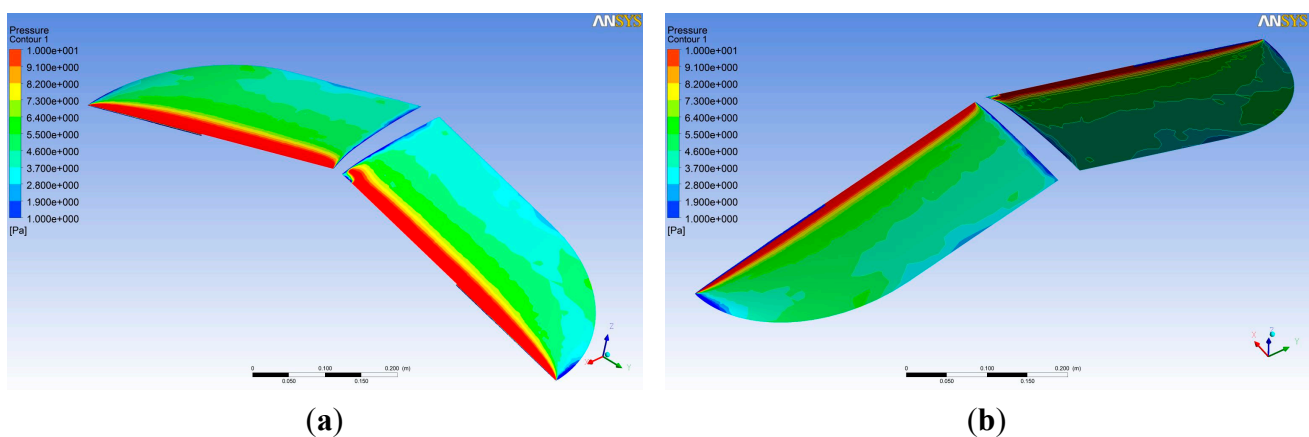 ANSYS
Pressure
Contour 1
1.000e+001
9.100e+000
8.200e+000
7.300e+000
6.400e+000
5.500e+000
4.600e+000
3.700e+000
2.800e+000
1.900e+000
1.000e+000
[Pa]
Z
X
Y
0 0.100 0.200 (m)
0.050 0.150
(a)
ANSYS
Pressure
Contour 1
1.000e+001
9.100e+000
8.200e+000
7.300e+000
6.400e+000
5.500e+000
4.600e+000
3.700e+000
2.800e+000
1.900e+000
1.000e+000
[Pa]
X
Z
Y
0 0.100 0.200 (m)
0.050 0.150
(b)